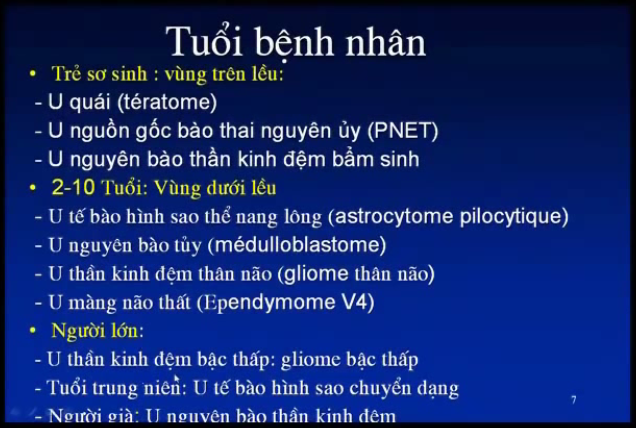 Tuổi bệnh nhân
• Trẻ sơ sinh : vùng trên lều:
- U quái (tératome)
- U nguồn gốc bào thai nguyên ủy (PNET)
- U nguyên bào thần kinh đệm bẩm sinh
• 2-10 Tuổi: Vùng dưới lều
- U tế bào hình sao thể nang lông (astrocytome pilocytique)
- U nguyên bào tủy (médulloblastome)
- U thần kinh đệm thân não (gliome thân não)
- U màng não thất (Ependymome V4)
• Người lớn:
- U thần kinh đệm bậc thấp: gliome bậc thấp
- Tuổi trung niên: U tế bào hình sao chuyển dạng
- Người già: U nguyên bào thần kinh đệm
7